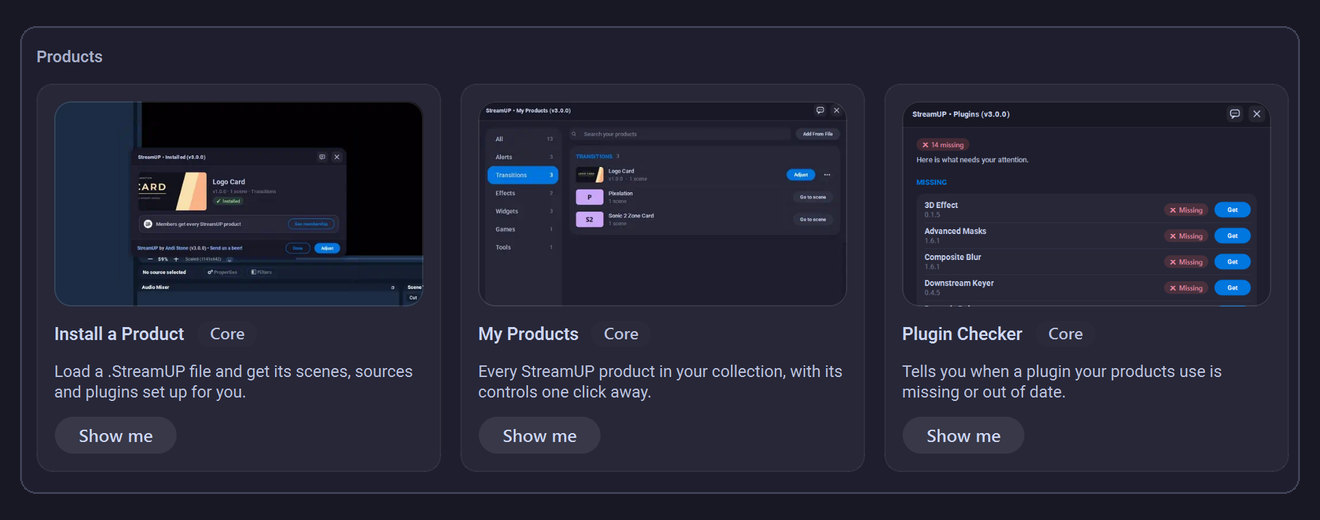 Products
StreamUP • Installed (v3.0.0)
CARD
Logo Card
v1.0.0 · 1 scene · Transitions
✓ Installed
Members get every StreamUP product
See membership
StreamUP by Andi Stone (v3.0.0) • Send us a beer!
Done
Adjust
59%
No source selected
Properties
Filters
Audio Mixer
Cut
Install a Product
Core
Load a .StreamUP file and get its scenes, sources
and plugins set up for you.
Show me
StreamUP • My Products (v3.0.0)
All 13
Alerts 3
Transitions 3
Effects 3
Widgets 3
Games 1
Tools 1
Search your products
Add From File
TRANSITIONS 3
Logo Card
v1.0.0 · 1 scene
Adjust
P
Pixelation
1 scene
Go to scene
S2
Sonic 2 Zone Card
1 scene
Go to scene
My Products
Core
Every StreamUP product in your collection, with its
controls one click away.
Show me
StreamUP • Plugins (v3.0.0)
✕ 14 missing
Here is what needs your attention.
MISSING
3D Effect
0.1.5
✕ Missing
Get
Advanced Masks
1.6.1
✕ Missing
Get
Composite Blur
1.6.1
✕ Missing
Get
Downstream Keyer
0.4.5
✕ Missing
Get
Plugin Checker
Core
Tells you when a plugin your products use is
missing or out of date.
Show me